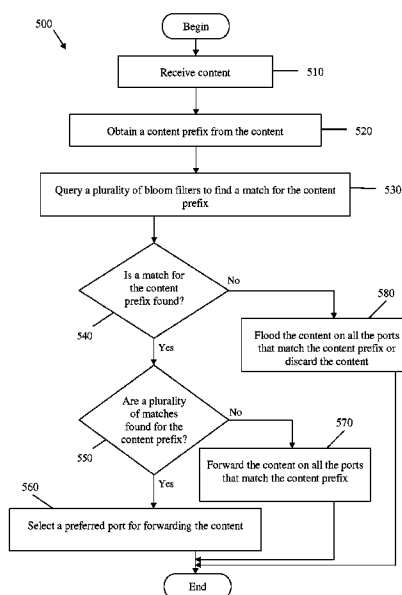 500
Begin
Receive content
510
Obtain a content prefix from the content
520
Query a plurality of bloom filters to find a match for the content
prefix
530
Is a match for
the content
prefix found?
540
No
Yes
580
Flood the content on all the ports
that match the content prefix or
discard the content
Are a plurality
of matches
found for the
content prefix?
550
No
Yes
570
Forward the content on all the ports
that match the content prefix
560
Select a preferred port for forwarding the content
End